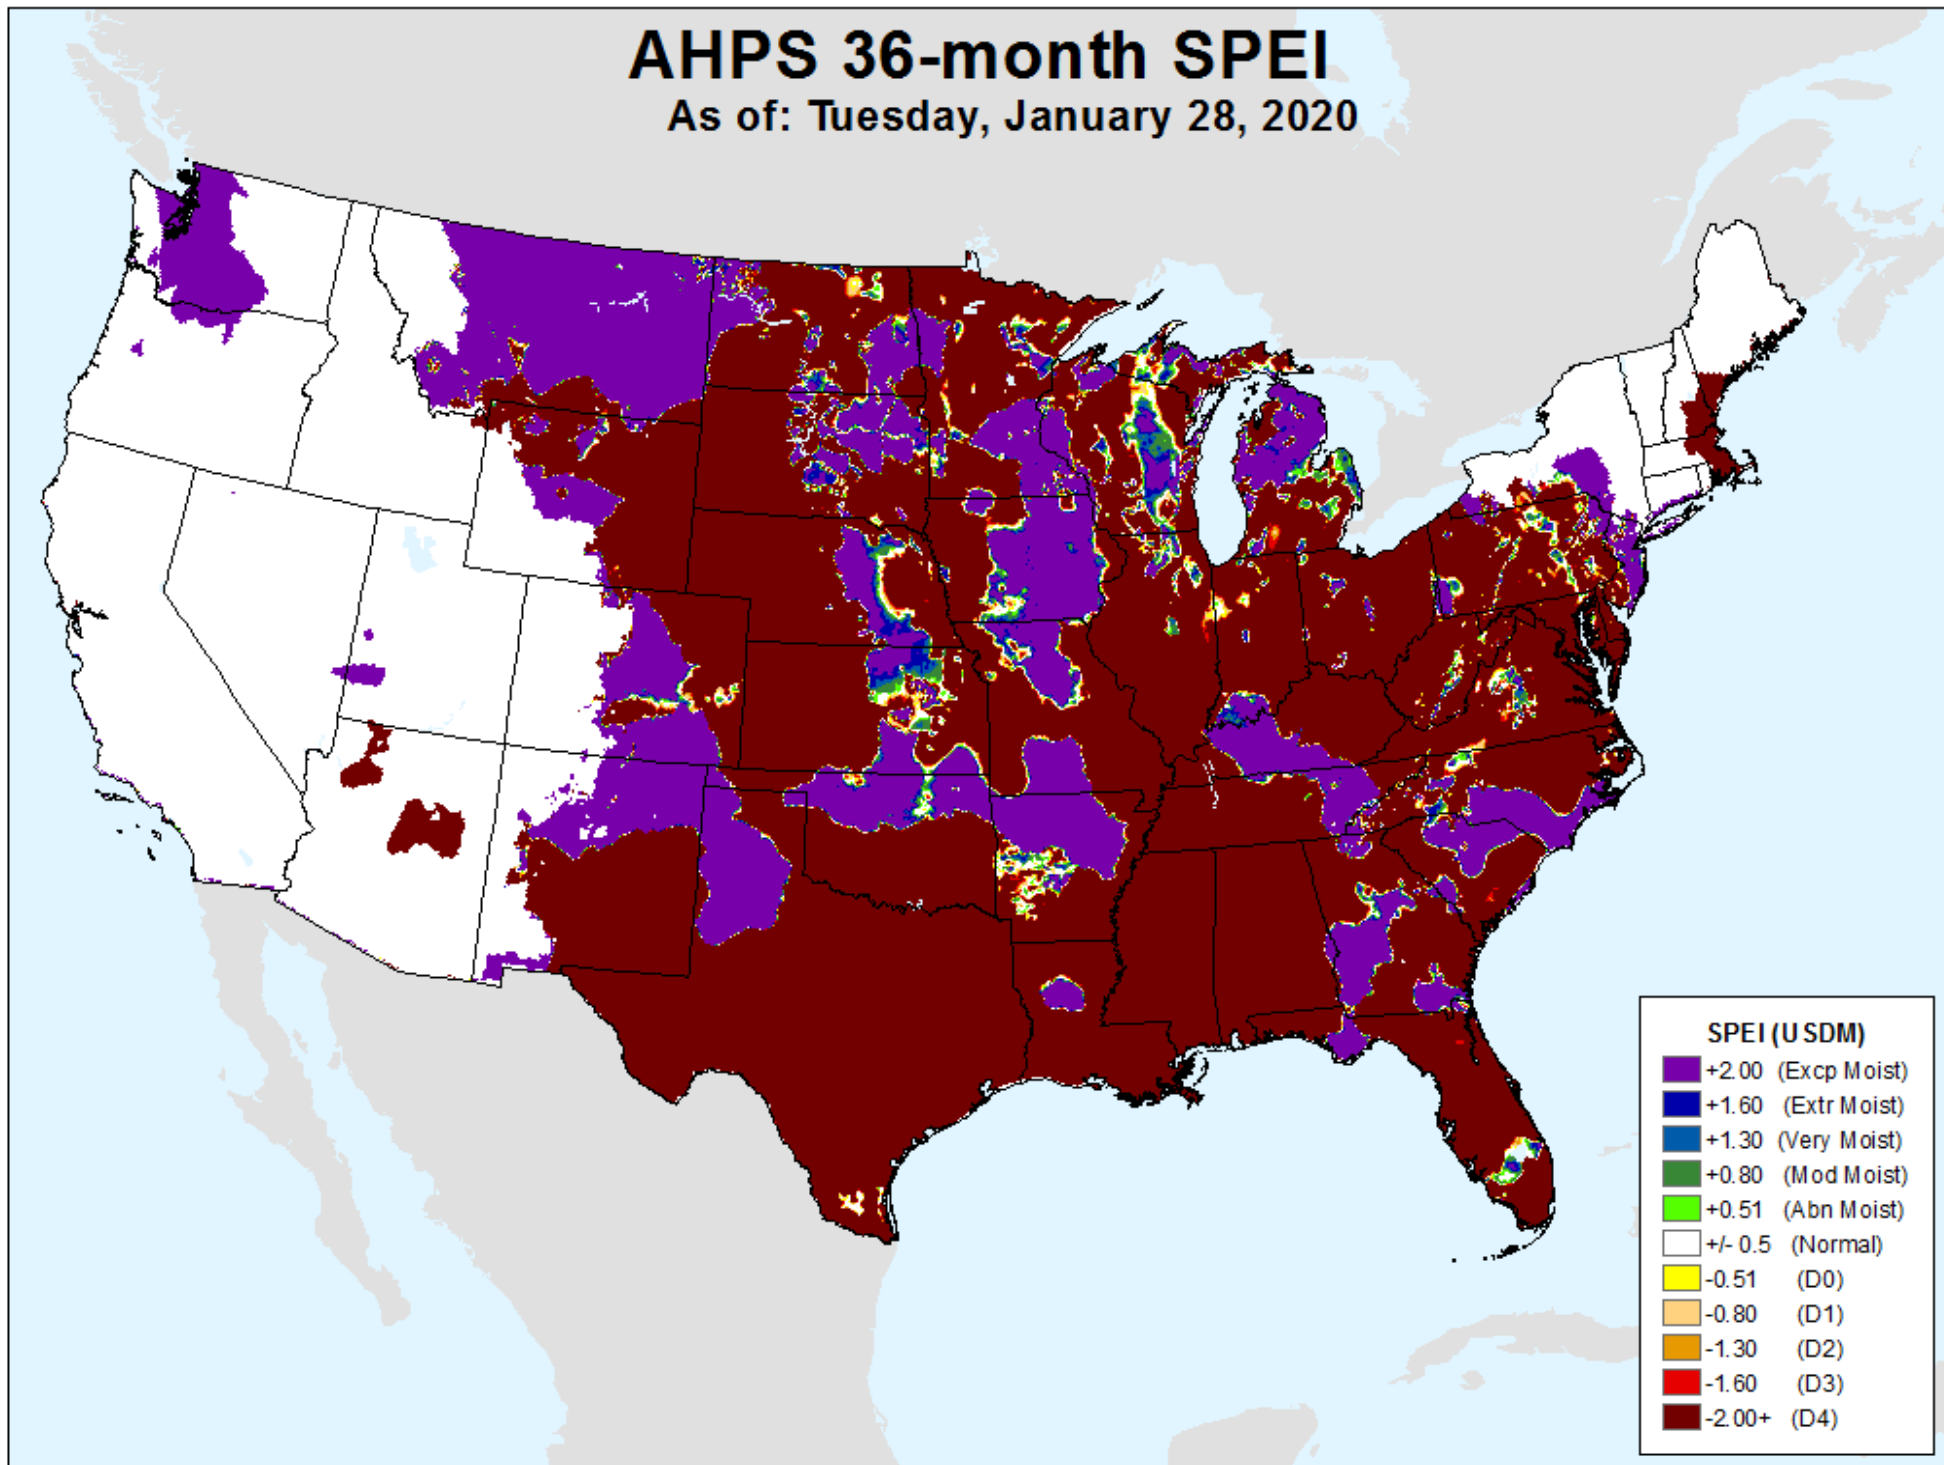 AHPS 36-month SPEI
As of: Tuesday, January 28, 2020
SPEI (USDM)
+2.00 (Excp Moist)
+1.60 (Extr Moist)
+1.30 (Very Moist)
+0.80 (Mod Moist)
+0.51 (Abn Moist)
+/- 0.5 (Normal)
-0.51 (D0)
-0.80 (D1)
-1.30 (D2)
-1.60 (D3)
-2.00+ (D4)